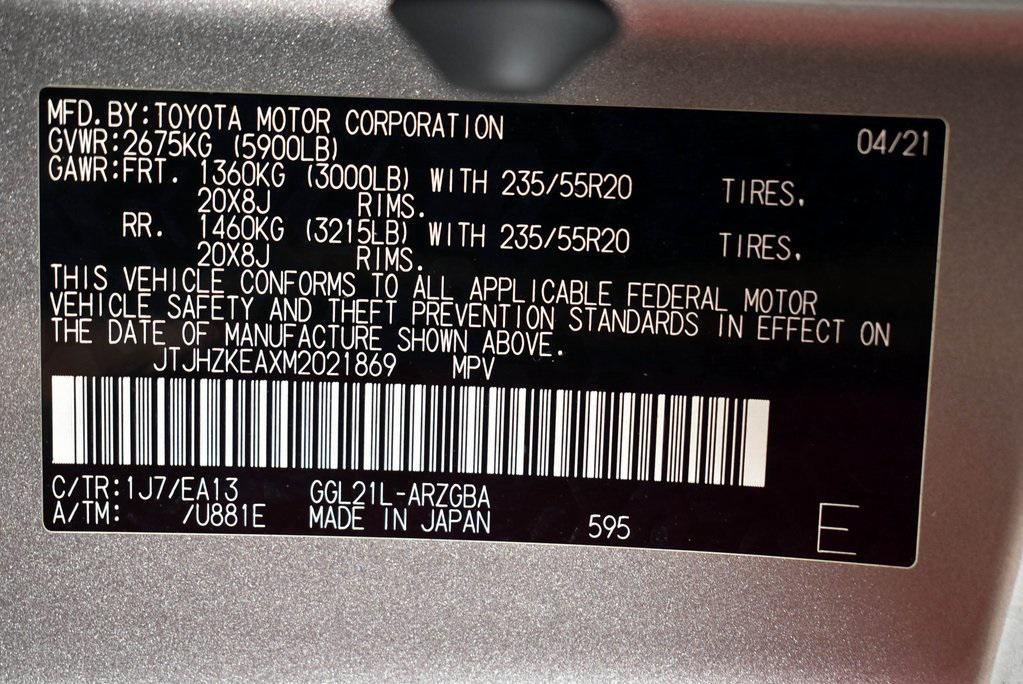 MFD. BY: TOYOTA MOTOR CORPORATION 04/21
GVWR: 2675KG (5900LB)
GAWR: FRT. 1360KG (3000LB) WITH 235/55R20 TIRES.
20X8J RIMS.
RR. 1460KG (3215LB) WITH 235/55R20 TIRES.
20X8J RIMS.
THIS VEHICLE CONFORMS TO ALL APPLICABLE FEDERAL MOTOR
VEHICLE SAFETY AND THEFT PREVENTION STANDARDS IN EFFECT ON
THE DATE OF MANUFACTURE SHOWN ABOVE.
JTJHZKEAXM2021869 MPV
C/TR: 1J7/EA13 GGL21L-ARZGBA
A/TM: /U881E MADE IN JAPAN 595 E